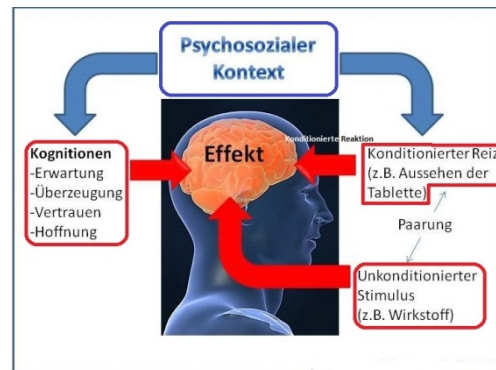 Psychosozialer
Kontext
Konditionierte Reaktion
Effekt
Kognitionen
-Erwartung
-Überzeugung
-Vertrauen
-Hoffnung
Konditionierter Reiz
(z.B. Aussehen der
Tablette)
Paarung
Unkonditionierter
Stimulus
(z.B. Wirkstoff)